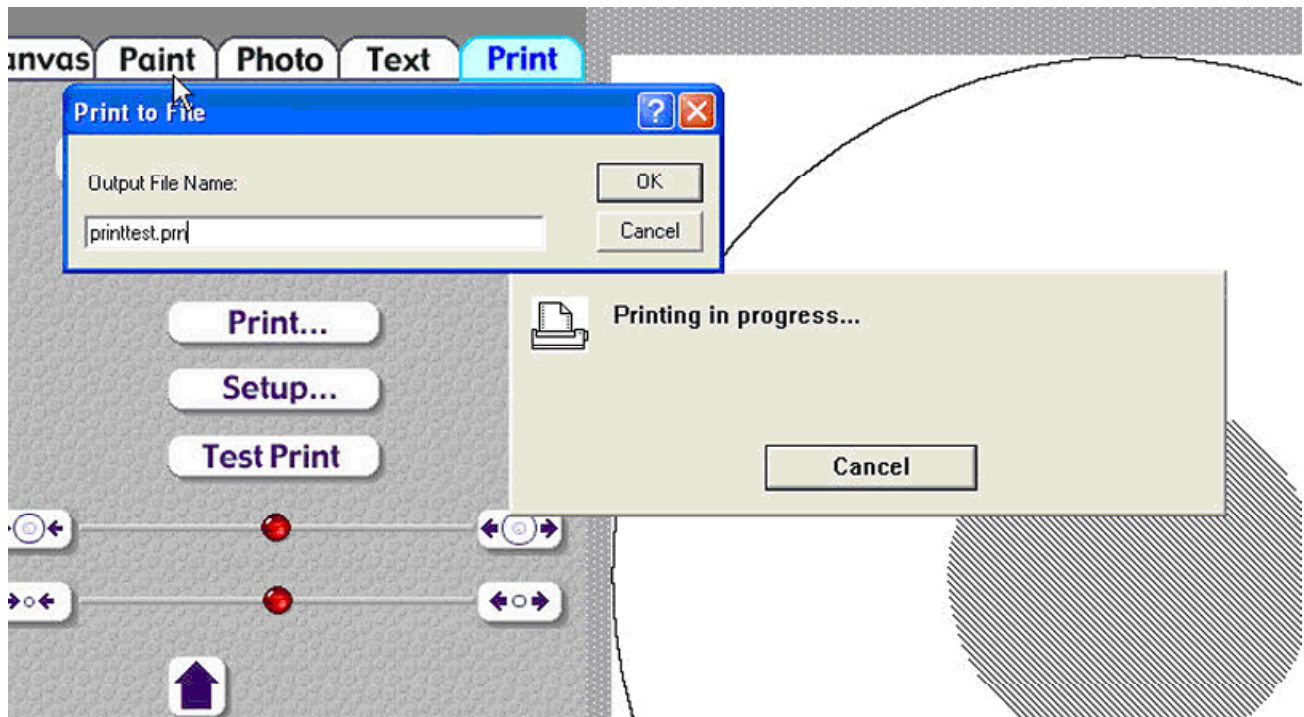 anvas Paint Photo Text Print
Print to File
Output File Name:
OK
printtest.prn
Cancel
Print...
Printing in progress...
Setup...
Test Print
Cancel